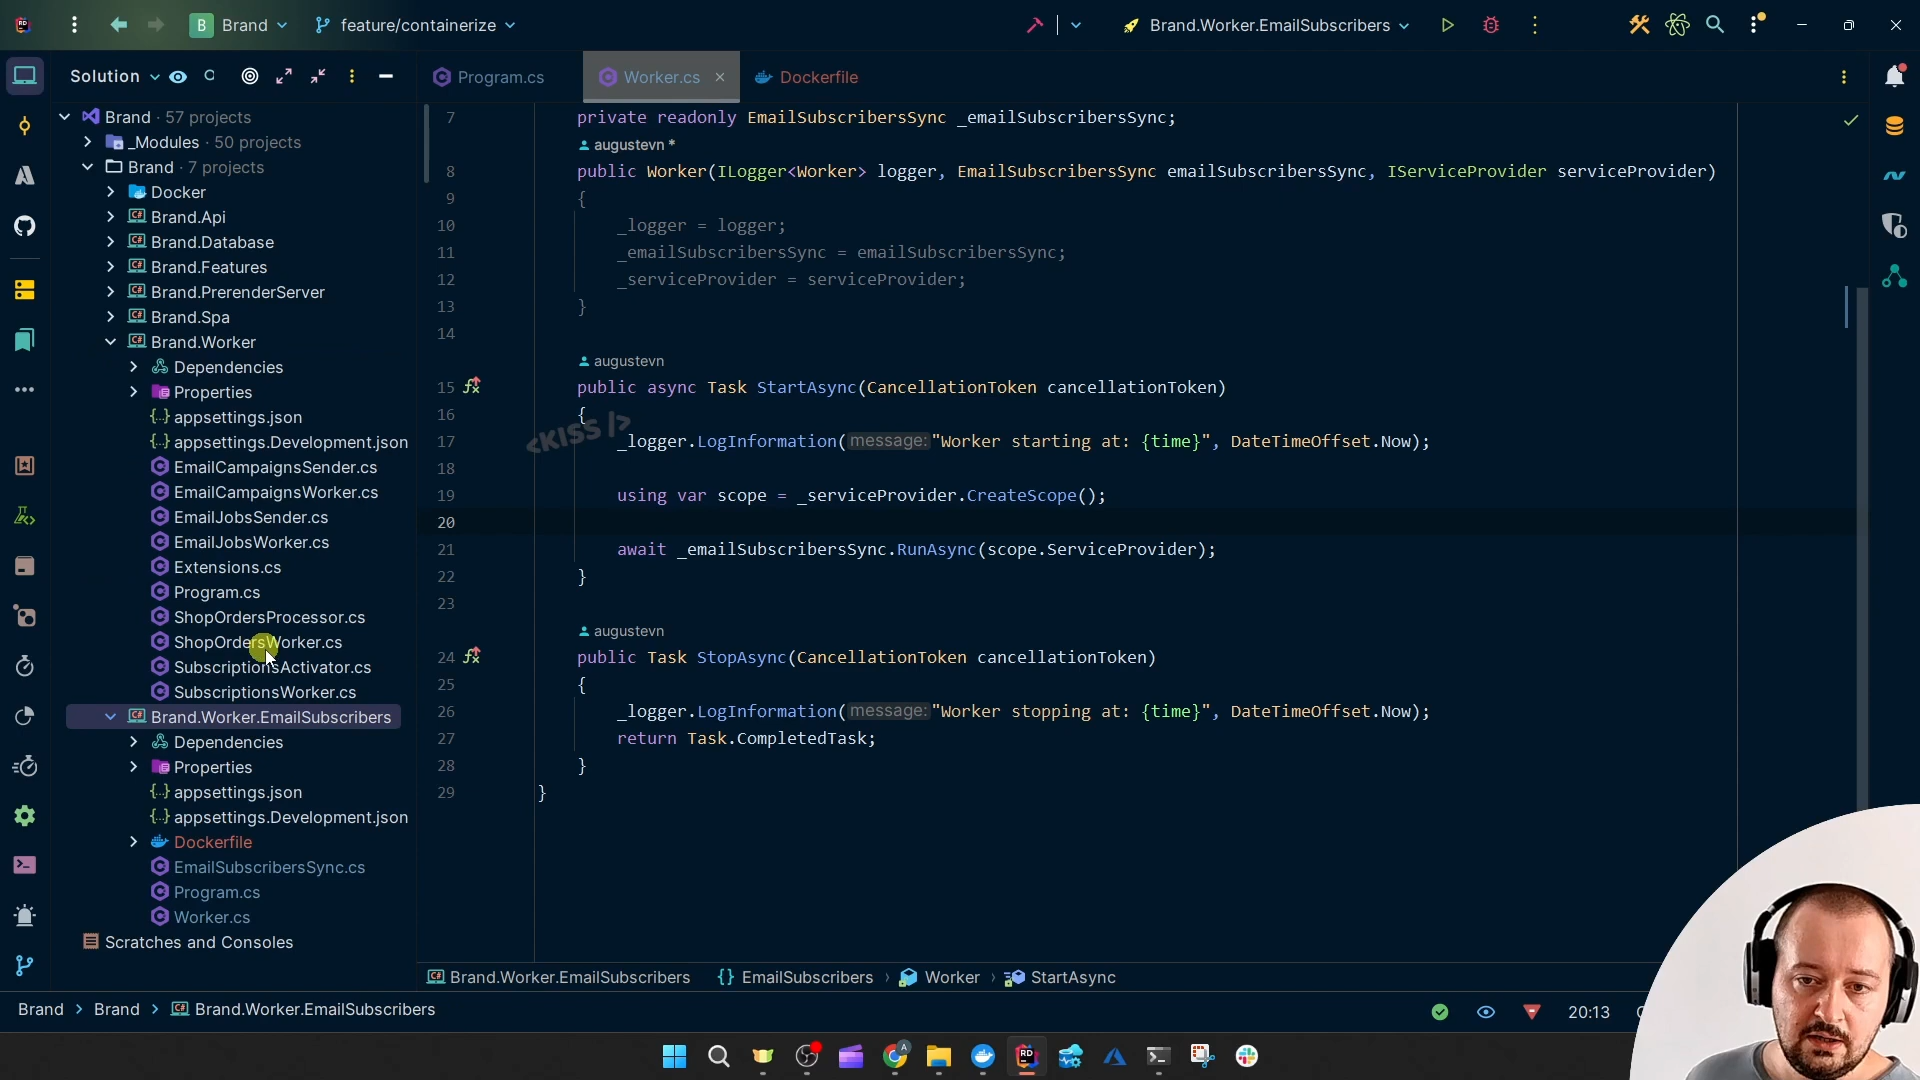 B Brand
feature/containerize
Brand.Worker.EmailSubscribers
Solution
Program.cs
Worker.cs
Dockerfile
Brand · 57 projects
_Modules · 50 projects
Brand · 7 projects
Docker
Brand.Api
Brand.Database
Brand.Features
Brand.PrerenderServer
Brand.Spa
Brand.Worker
Dependencies
Properties
appsettings.json
appsettings.Development.json
EmailCampaignsSender.cs
EmailCampaignsWorker.cs
EmailJobsSender.cs
EmailJobsWorker.cs
Extensions.cs
Program.cs
ShopOrdersProcessor.cs
ShopOrdersWorker.cs
SubscriptionsActivator.cs
SubscriptionsWorker.cs
Brand.Worker.EmailSubscribers
Dependencies
Properties
appsettings.json
appsettings.Development.json
Dockerfile
EmailSubscribersSync.cs
Program.cs
Worker.cs
Scratches and Consoles
7 private readonly EmailSubscribersSync _emailSubscribersSync;
augustevn *
8 public Worker(ILogger<Worker> logger, EmailSubscribersSync emailSubscribersSync, IServiceProvider serviceProvider)
9 {
10 _logger = logger;
11 _emailSubscribersSync = emailSubscribersSync;
12 _serviceProvider = serviceProvider;
13 }
14
augustevn
15 public async Task StartAsync(CancellationToken cancellationToken)
16 {
<KISS />
17 _logger.LogInformation( message: "Worker starting at: {time}", DateTimeOffset.Now);
18
19 using var scope = _serviceProvider.CreateScope();
20
21 await _emailSubscribersSync.RunAsync(scope.ServiceProvider);
22 }
23
augustevn
24 public Task StopAsync(CancellationToken cancellationToken)
25 {
26 _logger.LogInformation( message: "Worker stopping at: {time}", DateTimeOffset.Now);
27 return Task.CompletedTask;
28 }
29 }
Brand.Worker.EmailSubscribers {} EmailSubscribers › Worker › StartAsync
Brand > Brand > Brand.Worker.EmailSubscribers
20:13